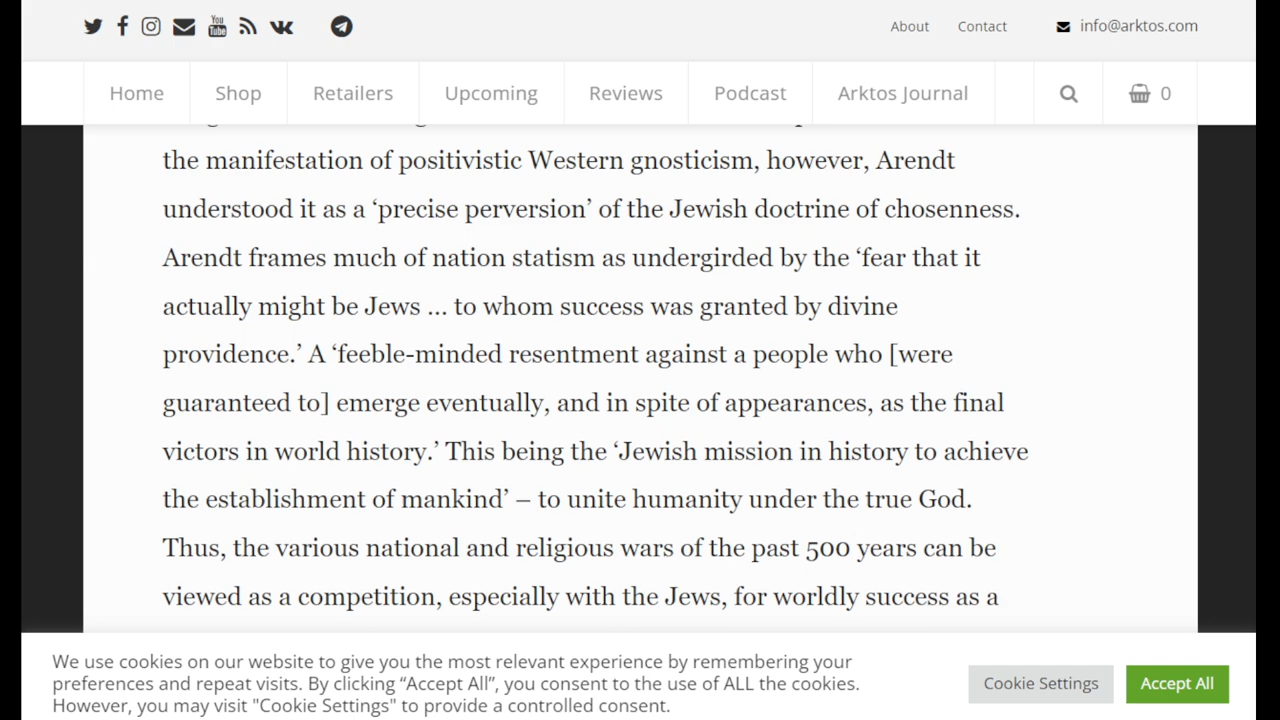 You Tube
About
Contact
info@arktos.com
Home
Shop
Retailers
Upcoming
Reviews
Podcast
Arktos Journal
0
the manifestation of positivistic Western gnosticism, however, Arendt
understood it as a ‘precise perversion’ of the Jewish doctrine of chosenness.
Arendt frames much of nation statism as undergirded by the ‘fear that it
actually might be Jews ... to whom success was granted by divine
providence.’ A ‘feeble-minded resentment against a people who [were
guaranteed to] emerge eventually, and in spite of appearances, as the final
victors in world history.’ This being the ‘Jewish mission in history to achieve
the establishment of mankind’ – to unite humanity under the true God.
Thus, the various national and religious wars of the past 500 years can be
viewed as a competition, especially with the Jews, for worldly success as a
We use cookies on our website to give you the most relevant experience by remembering your
preferences and repeat visits. By clicking “Accept All”, you consent to the use of ALL the cookies.
However, you may visit "Cookie Settings" to provide a controlled consent.
Cookie Settings
Accept All